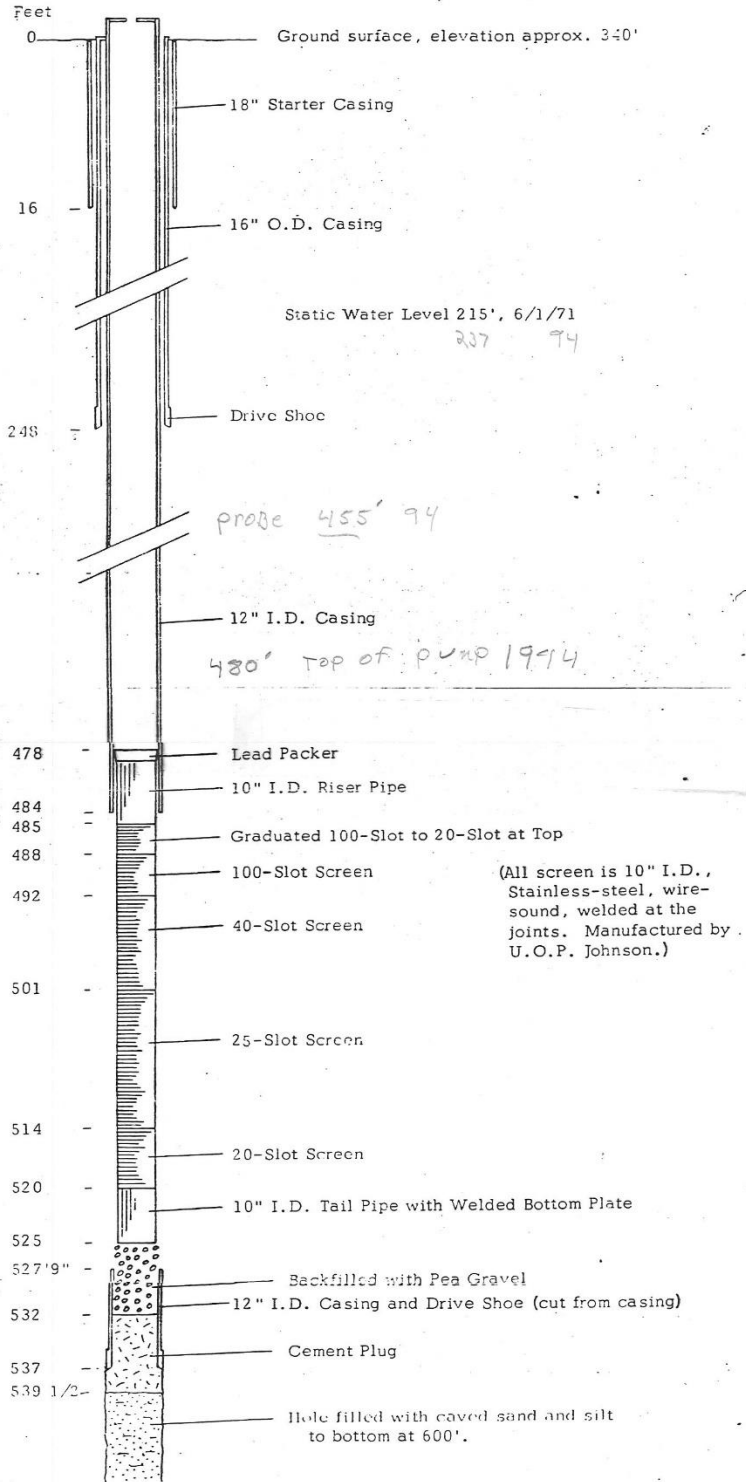 Feet
0
Ground surface, elevation approx. 340'
18" Starter Casing
16
16" O.D. Casing
Static Water Level 215', 6/1/71
237 94
Drive Shoe
248
probe 455' 94
12" I.D. Casing
480' Top of pump 1994
478
Lead Packer
10" I.D. Riser Pipe
484
485
Graduated 100-Slot to 20-Slot at Top
488
100-Slot Screen
(All screen is 10" I.D.,
Stainless-steel, wire-
sound, welded at the
joints. Manufactured by
U.O.P. Johnson.)
492
40-Slot Screen
501
25-Slot Screen
514
20-Slot Screen
520
10" I.D. Tail Pipe with Welded Bottom Plate
525
527'9"
Backfilled with Pea Gravel
12" I.D. Casing and Drive Shoe (cut from casing)
532
Cement Plug
537
539 1/2
Hole filled with caved sand and silt
to bottom at 600'.